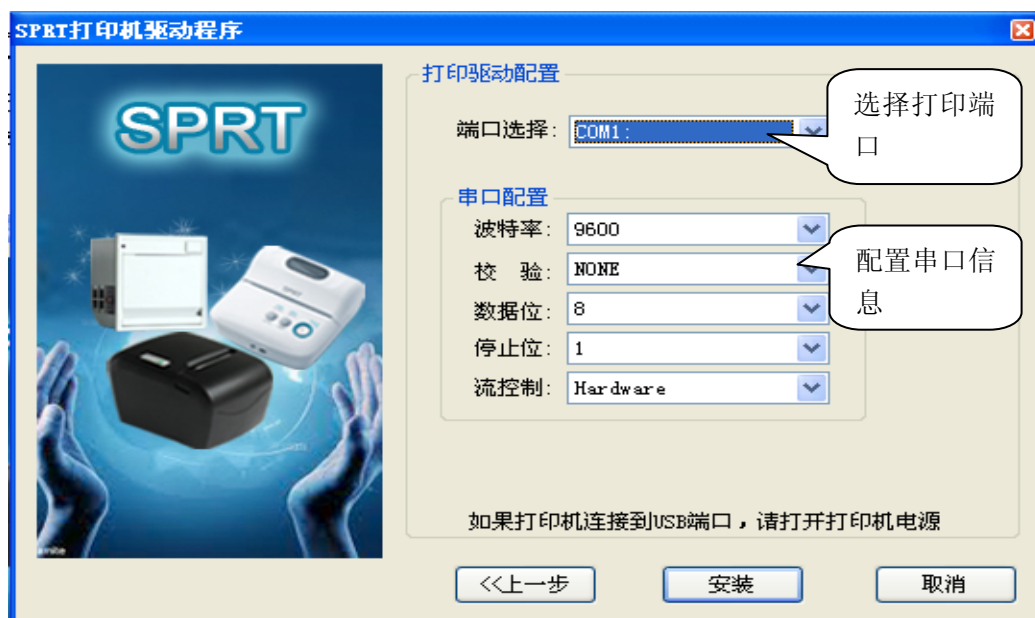 SPRT打印机驱动程序
SPRT
打印驱动配置
端口选择:
COM1:
选择打印端
口
串口配置
波特率: 9600
校 验: NONE
配置串口信
息
数据位: 8
停止位: 1
流控制: Hardware
如果打印机连接到USB端口，请打开打印机电源
<<上一步
安装
取消